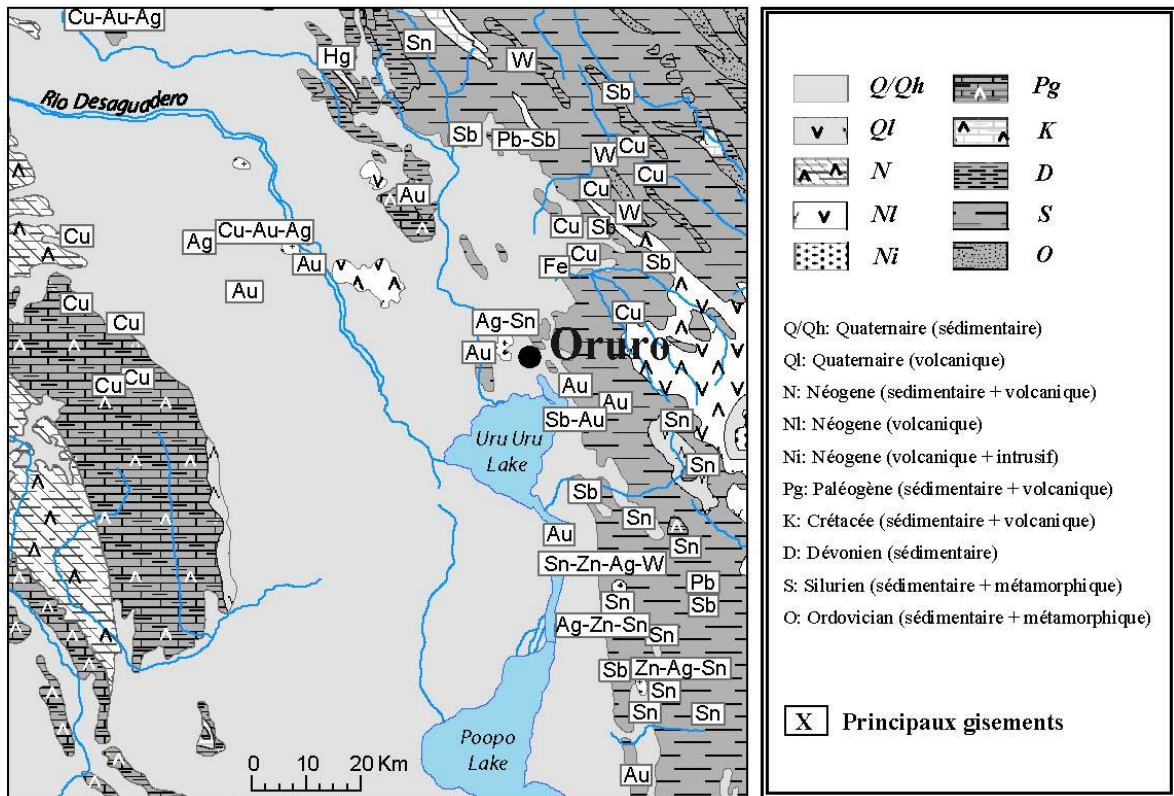 Cu-Au-Ag
Sn
Hg
W
Sb
Rio Desaguadero
Sb
Pb-Sb
Cu
W
Cu
Cu
Au
W
Cu
Sb
Cu-Au-Ag
Cu
Ag
Cu
Sb
Au
Fe
Au
Cu
Cu
Cu
Ag-Sn
Au
Oruro
Cu
Cu
Au
Au
Sb-Au
Sn
Uru Uru
Lake
Sn
Sb
Sn
Au
Sn
Sn-Zn-Ag-W
Pb
Sn
Sb
Ag-Zn-Sn
Sn
Sb
Zn-Ag-Sn
Sn
Sn
Sn
Poopo
Lake
0 10 20 Km
Au
Q/Qh
Pg
Ql
K
N
D
Nl
S
Ni
O
Q/Qh: Quaternaire (sédimentaire)
Ql: Quaternaire (volcanique)
N: Néogene (sedimentaire + volcanique)
Nl: Néogene (volcanique)
Ni: Néogene (volcanique + intrusif)
Pg: Paléogène (sédimentaire + volcanique)
K: Crétacée (sédimentaire + volcanique)
D: Dévonien (sédimentaire)
S: Silurien (sédimentaire + métamorphique)
O: Ordovician (sédimentaire + métamorphique)
X Principaux gisements